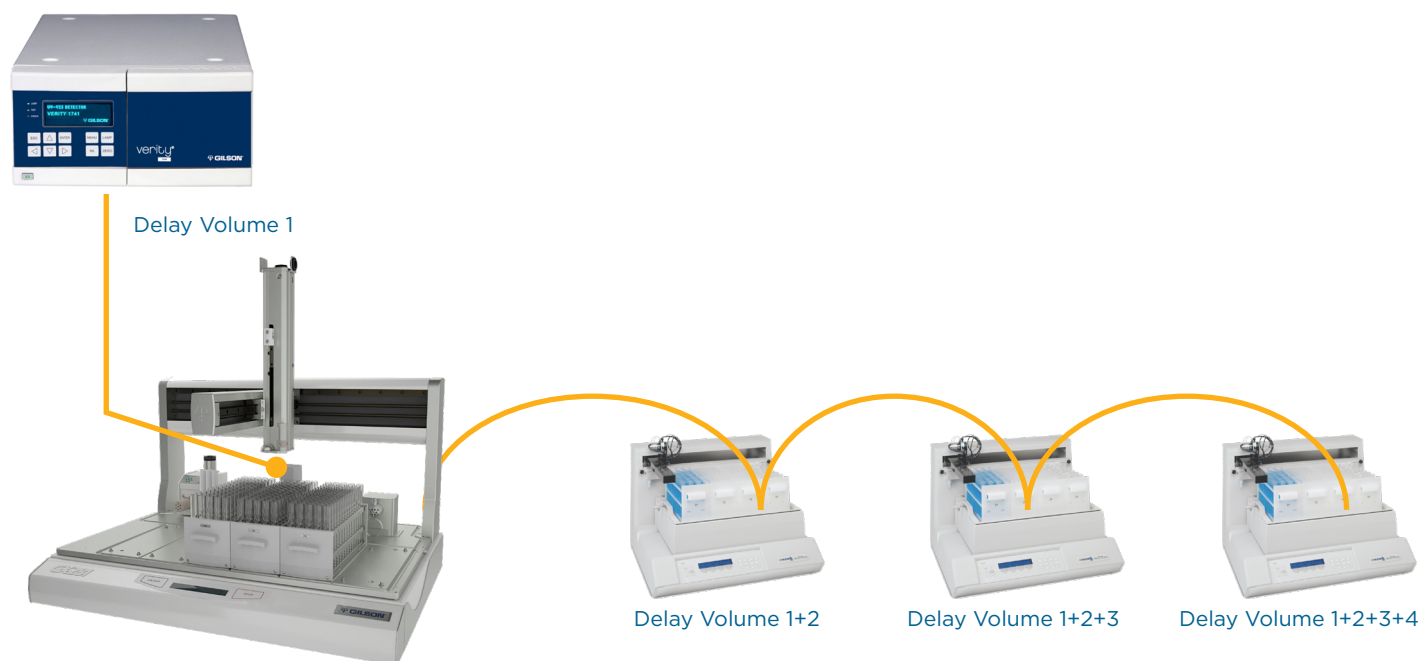 UV-VIS DETECTOR
VERITY 1741
GILSON
ESC
ENTER
verity
GILSON
Delay Volume 1
GILSON
Delay Volume 1+2
Delay Volume 1+2+3
Delay Volume 1+2+3+4